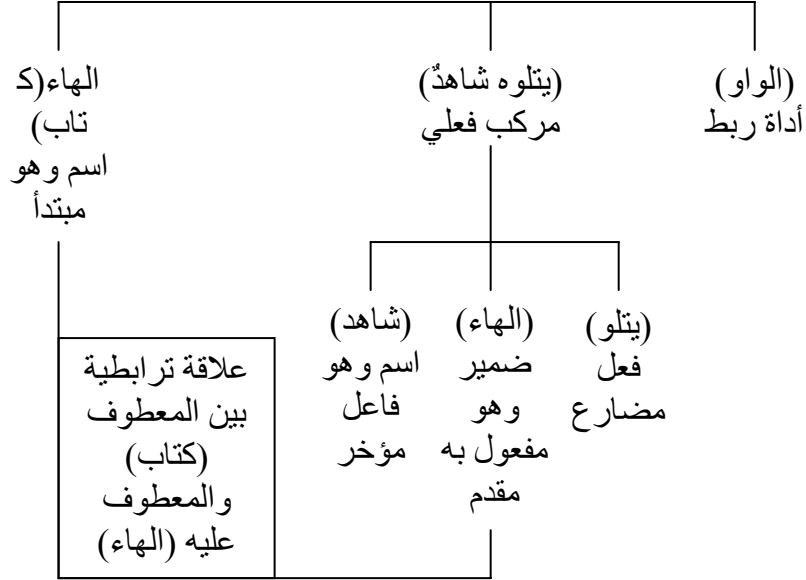 (الواو)
أداة ربط
(يتلوه شاهدٌ)
مركب فعلي
الهاء(كـ
تاب)
اسم وهو
مبتدأ
(يتلو)
فعل
مضارع
(الهاء)
ضمير
وهو
مفعول به
مقدم
(شاهد)
اسم وهو
فاعل
مؤخر
علاقة ترابطية
بين المعطوف
(كتاب)
والمعطوف
عليه (الهاء)